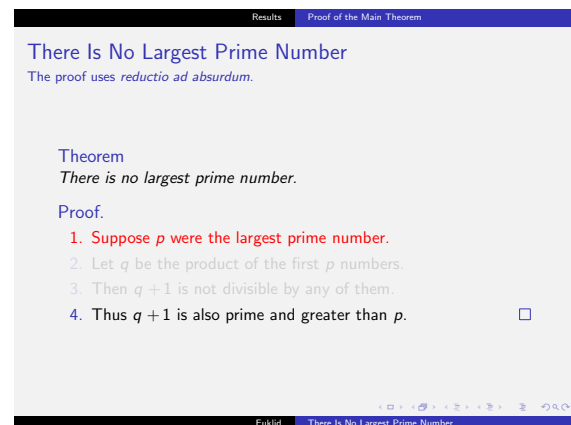 Results Proof of the Main Theorem
There Is No Largest Prime Number
The proof uses reductio ad absurdum.
Theorem
There is no largest prime number.
Proof.
1. Suppose p were the largest prime number.
2. Let q be the product of the first p numbers.
3. Then q + 1 is not divisible by any of them.
4. Thus q + 1 is also prime and greater than p.
Euklid There Is No Largest Prime Number